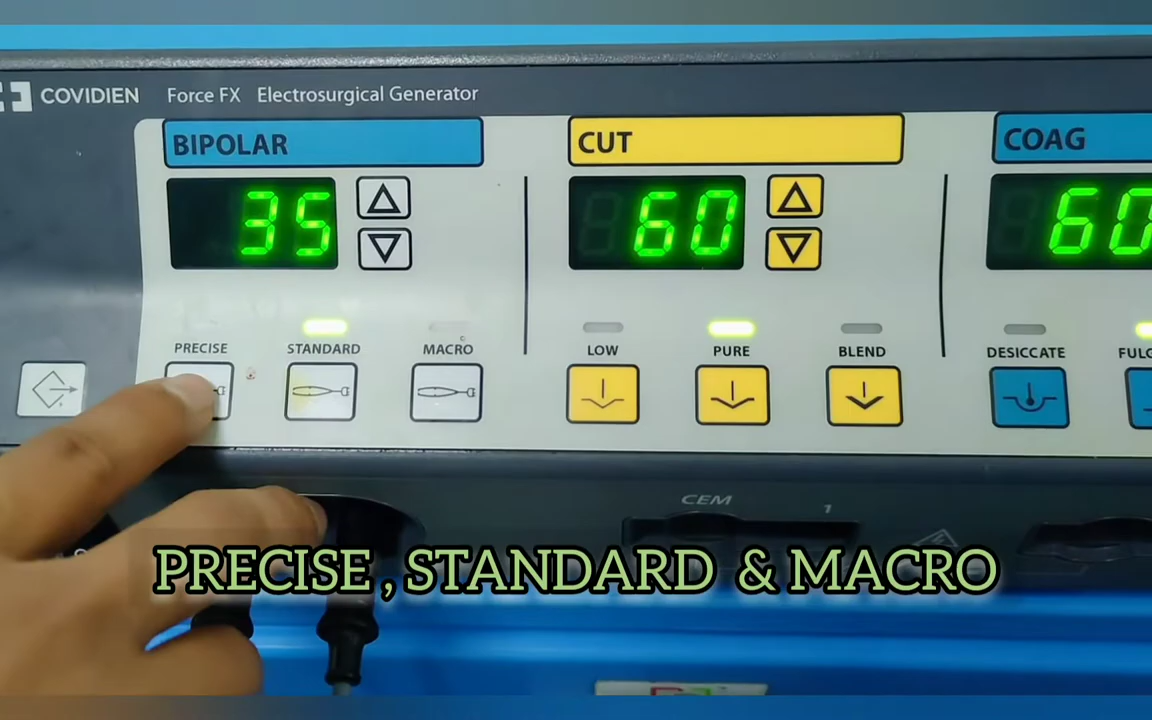 COVIDIEN Force FX Electrosurgical Generator
BIPOLAR CUT COAG
35 60 60
PRECISE STANDARD MACRO LOW PURE BLEND DESICCATE
CEM 1
PRECISE , STANDARD & MACRO